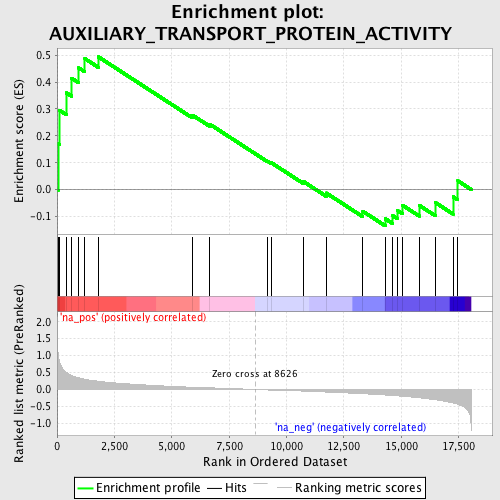 Enrichment plot:
AUXILIARY_TRANSPORT_PROTEIN_ACTIVITY
Enrichment score (ES)
0.5
0.4
0.3
0.2
0.1
0.0
-0.1
'na_pos' (positively correlated)
Ranked list metric (PreRanked)
2.0
1.5
1.0
0.5
0.0
-0.5
-1.0
Zero cross at 8626
'na_neg' (negatively correlated)
0 2,500 5,000 7,500 10,000 12,500 15,000 17,500
Rank in Ordered Dataset
Enrichment profile Hits Ranking metric scores